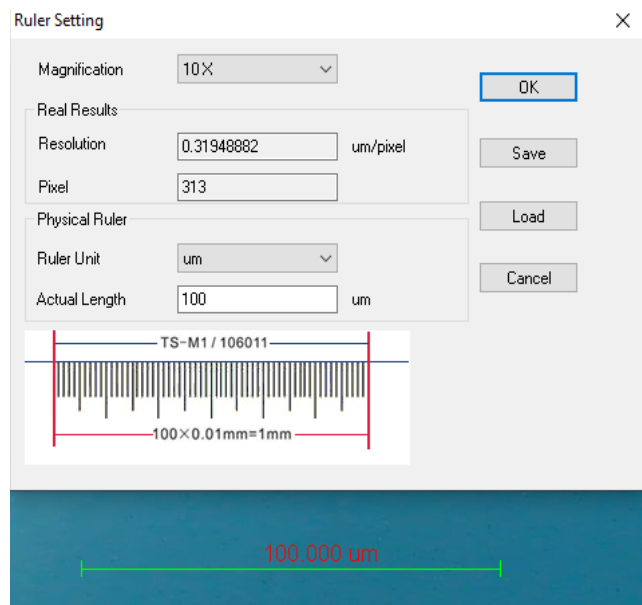 Ruler Setting
Magnification 10X
OK
Real Results
Resolution 0.31948882 um/pixel
Save
Pixel 313
Physical Ruler
Load
Ruler Unit um
Cancel
Actual Length 100 um
TS-M1 / 106011
100×0.01mm=1mm
100.000 um